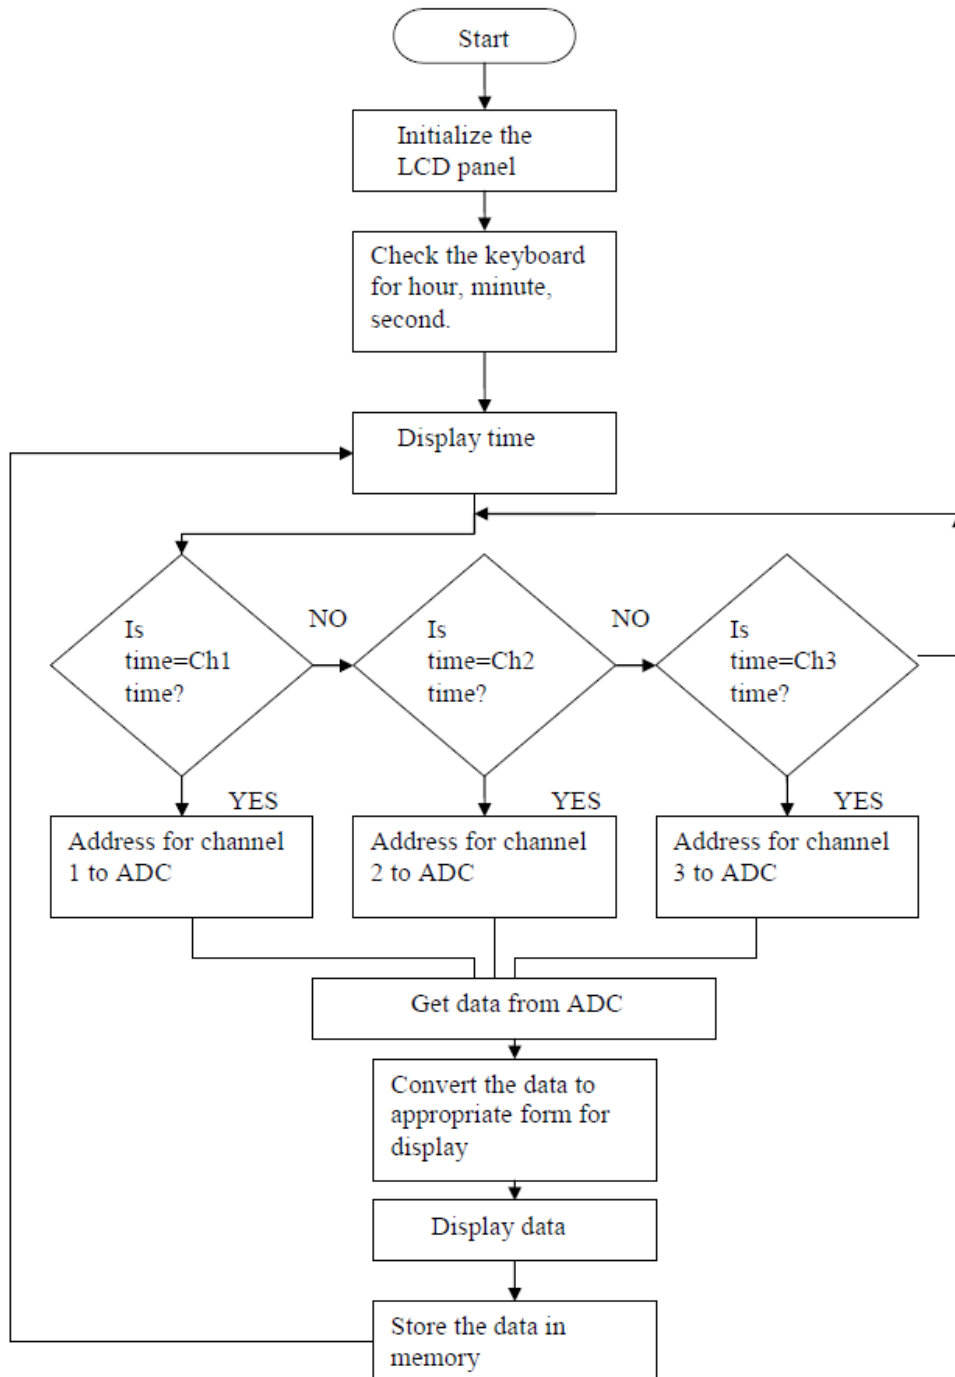 Start
Initialize the
LCD panel
Check the keyboard
for hour, minute,
second.
Display time
Is
time=Ch1
time?
NO
Is
time=Ch2
time?
NO
Is
time=Ch3
time?
YES
YES
YES
Address for channel
1 to ADC
Address for channel
2 to ADC
Address for channel
3 to ADC
Get data from ADC
Convert the data to
appropriate form for
display
Display data
Store the data in
memory